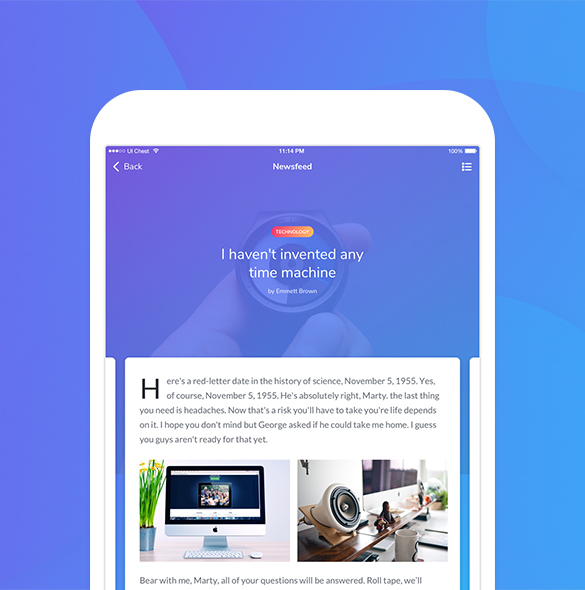 UI Chest 11:14 PM 100%
Back Newsfeed
TECHNOLOGY
I haven't invented any
time machine
by Emmett Brown
Here's a red-letter date in the history of science, November 5, 1955. Yes,
of course, November 5, 1955. He's absolutely right, Marty. the last thing
you need is headaches. Now that's a risk you'll have to take you're life depends
on it. I hope you don't mind but George asked if he could take me home. I guess
you guys aren't ready for that yet.
Bear with me, Marty, all of your questions will be answered. Roll tape, we'll